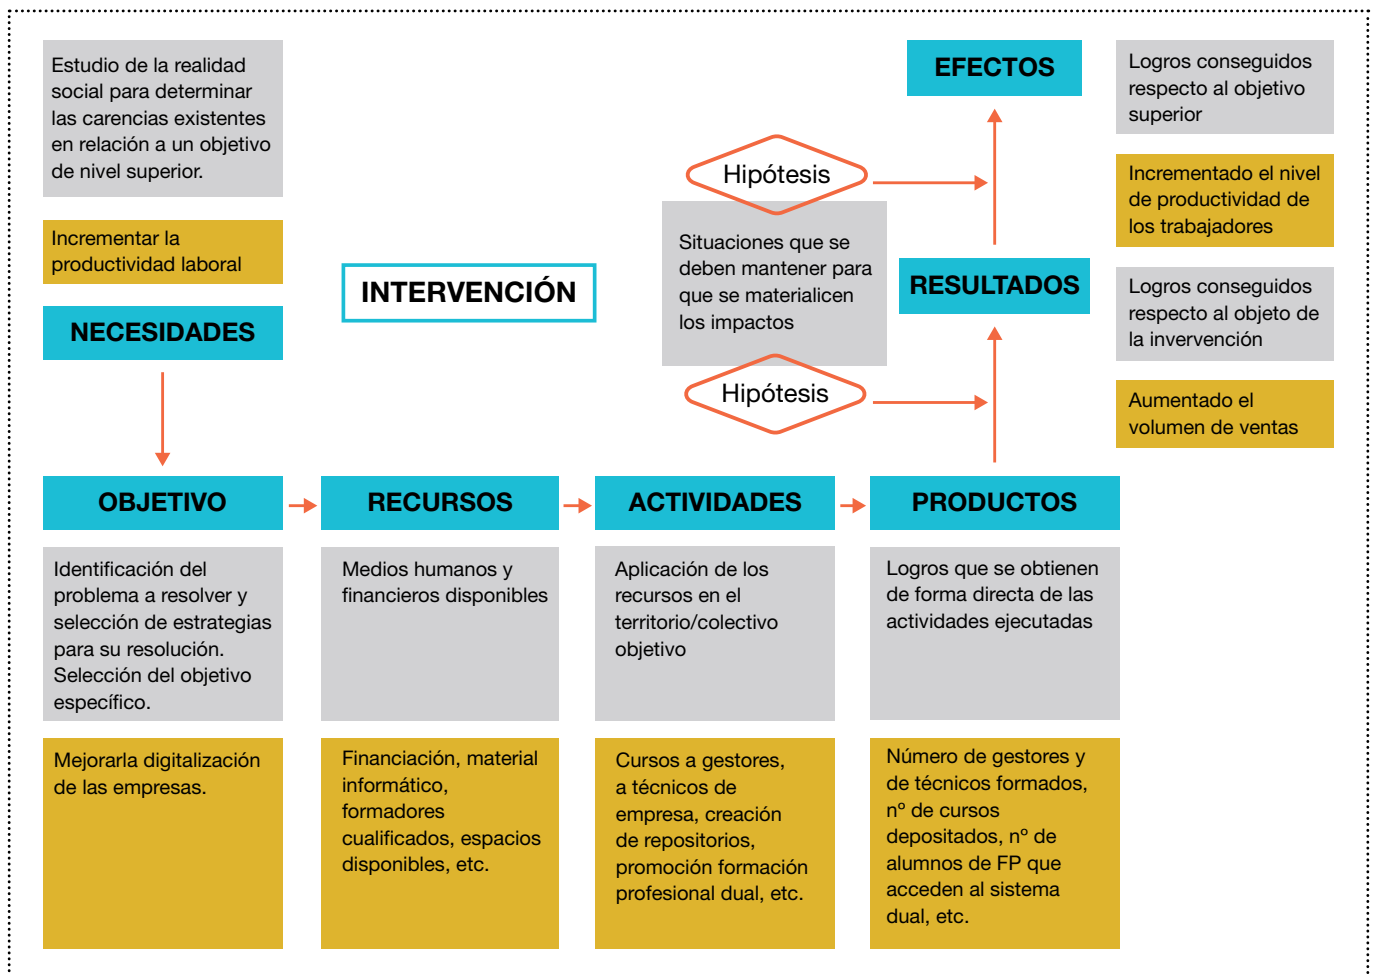 Estudio de la realidad
social para determinar
las carencias existentes
en relación a un objetivo
de nivel superior.
Incrementar la
productividad laboral
NECESIDADES
INTERVENCIÓN
Hipótesis
Situaciones que se
deben mantener para
que se materialicen
los impactos
Hipótesis
EFECTOS
RESULTADOS
Logros conseguidos
respecto al objetivo
superior
Incrementado el nivel
de productividad de
los trabajadores
Logros conseguidos
respecto al objeto de
la invervención
Aumentado el
volumen de ventas
OBJETIVO
RECURSOS
ACTIVIDADES
PRODUCTOS
Identificación del
problema a resolver y
selección de estrategias
para su resolución.
Selección del objetivo
específico.
Medios humanos y
financieros disponibles
Aplicación de los
recursos en el
territorio/colectivo
objetivo
Logros que se obtienen
de forma directa de las
actividades ejecutadas
Mejorarla digitalización
de las empresas.
Financiación, material
informático,
formadores
cualificados, espacios
disponibles, etc.
Cursos a gestores,
a técnicos de
empresa, creación
de repositorios,
promoción formación
profesional dual, etc.
Número de gestores y
de técnicos formados,
nº de cursos
depositados, nº de
alumnos de FP que
acceden al sistema
dual, etc.